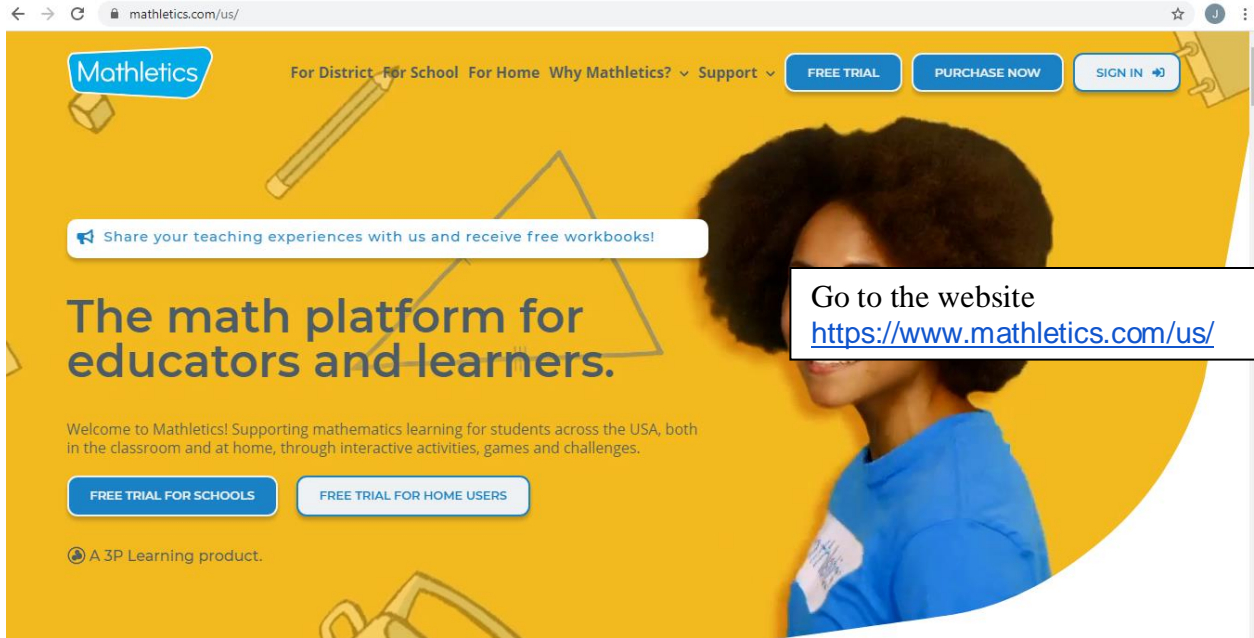 mathletics.com/us/
J
Mathletics
For District For School For Home Why Mathletics? Support FREE TRIAL PURCHASE NOW SIGN IN
Share your teaching experiences with us and receive free workbooks!
The math platform for
educators and learners.
Go to the website
https://www.mathletics.com/us/
Welcome to Mathletics! Supporting mathematics learning for students across the USA, both
in the classroom and at home, through interactive activities, games and challenges.
FREE TRIAL FOR SCHOOLS FREE TRIAL FOR HOME USERS
A 3P Learning product.